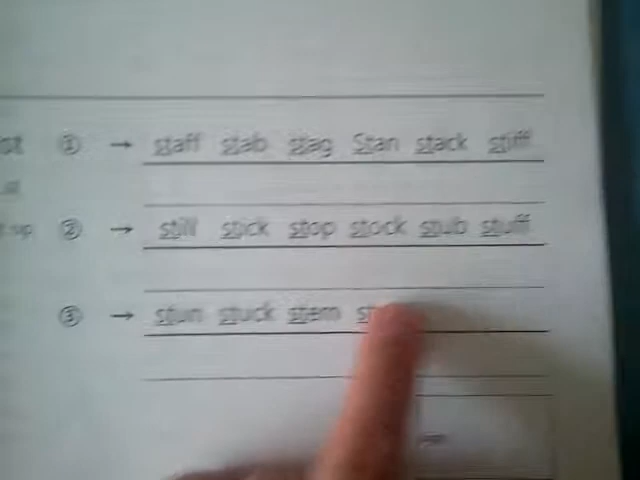 ① → staff stab stag Stan stack stiff
② → still stick stop stock stub stuff
③ → stun stuck stem